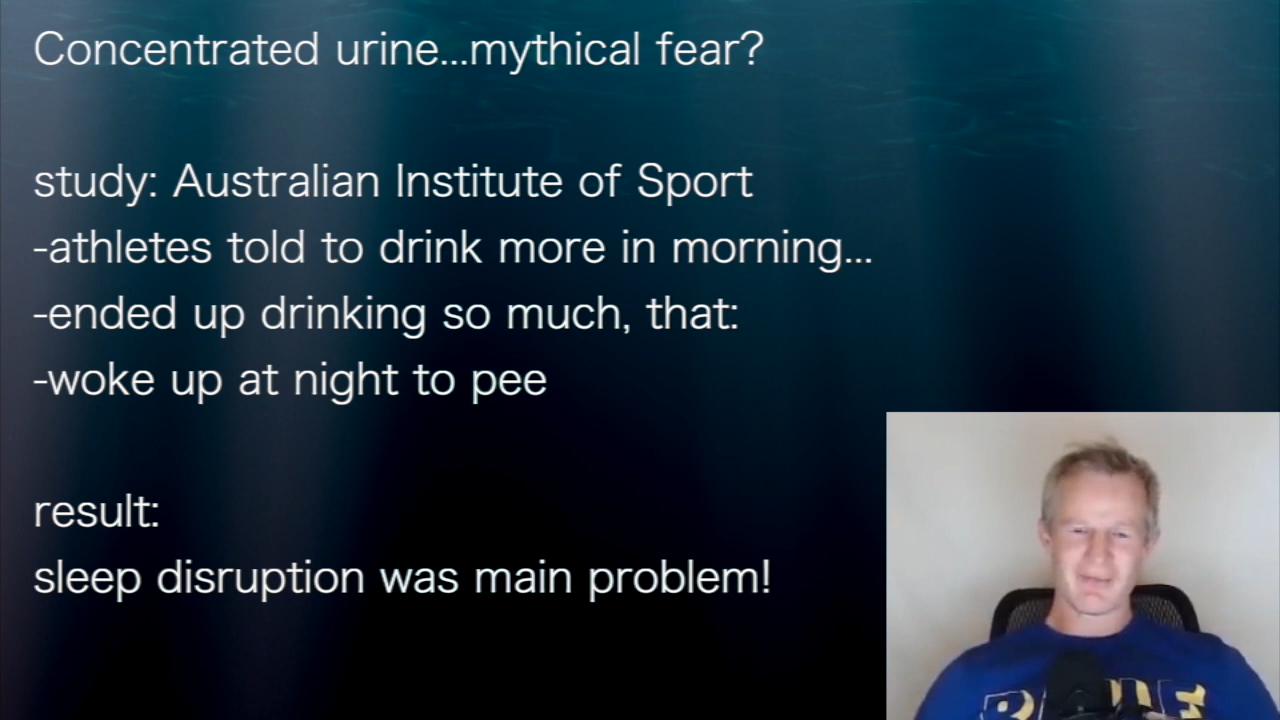 Concentrated urine...mythical fear?
study: Australian Institute of Sport
-athletes told to drink more in morning...
-ended up drinking so much, that:
-woke up at night to pee
result:
sleep disruption was main problem!